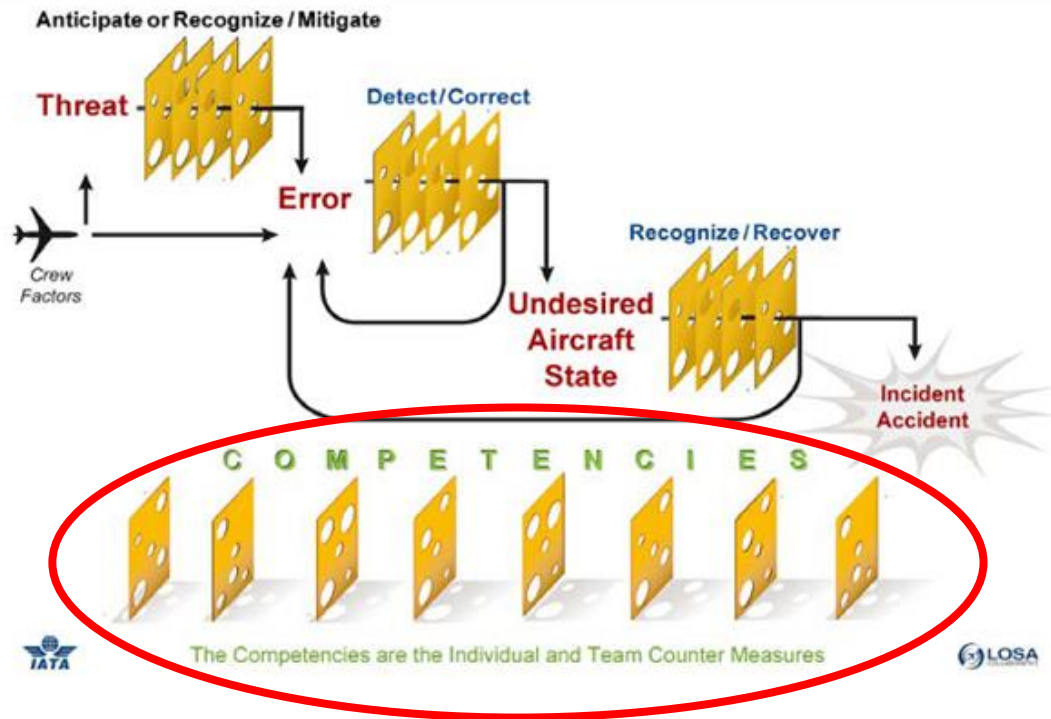 Anticipate or Recognize / Mitigate
Threat
Detect/Correct
Error
Crew
Factors
Recognize / Recover
Undesired
Aircraft
State
Incident
Accident
C O M P E T E N C I E S
The Competencies are the Individual and Team Counter Measures
IATA
LOSA